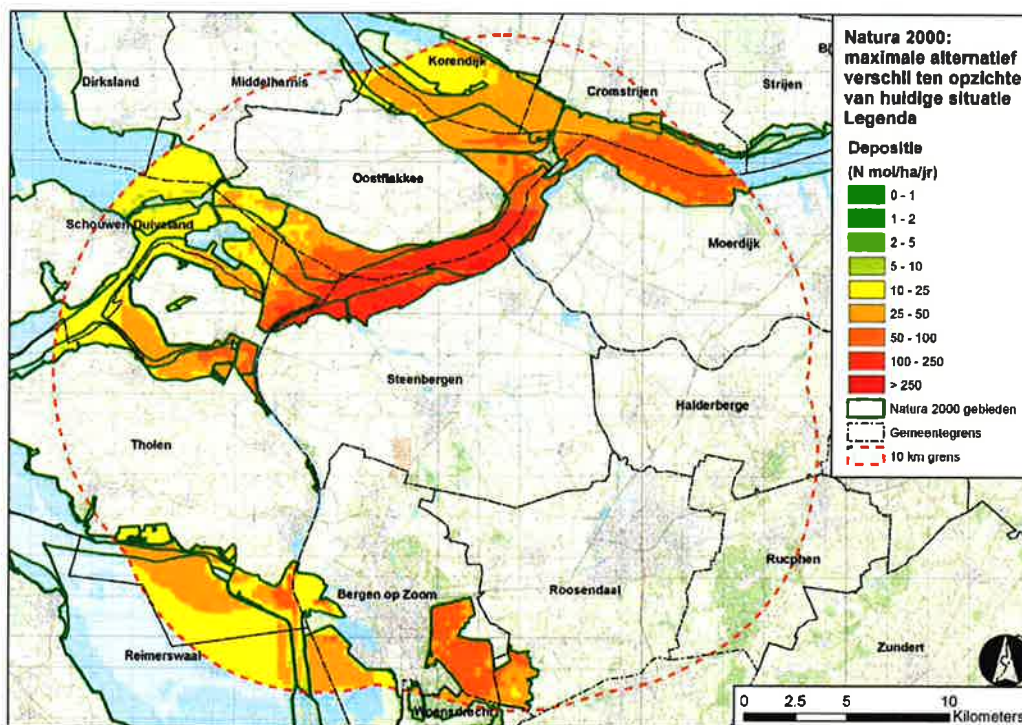 Natura 2000:
maximale alternatief
verschil ten opzichte
van huidige situatie
Legenda
Depositie
(N mol/ha/jr)
0 - 1
1 - 2
2 - 5
5 - 10
10 - 25
25 - 50
50 - 100
100 - 250
> 250
Natura 2000 gebieden
Gemeentegrens
10 km grens
Korendijk
Dirksland
Middelharnis
Cromstrijen
Strijen
Oostflakkee
Schouwen-Duiveland
Moerdijk
Steenbergen
Halderberge
Tholen
Rucphen
Bergen op Zoom
Roosendaal
Reimerswaal
Zundert
Woensdrecht
0 2.5 5 10
Kilometers